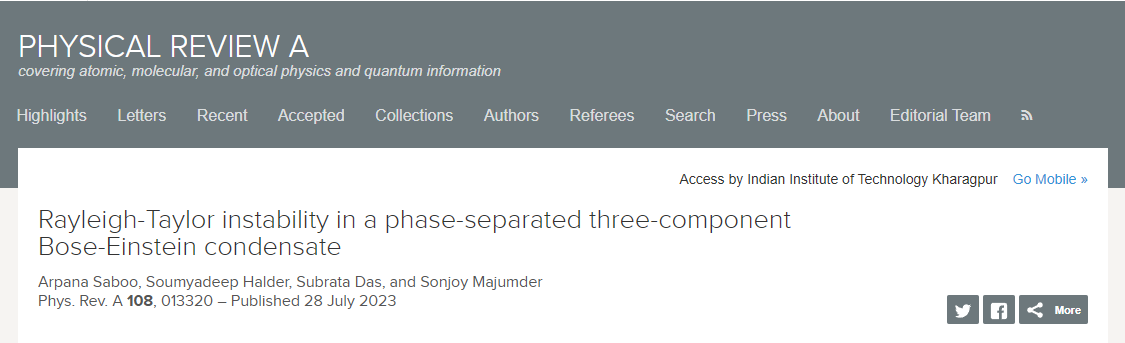 PHYSICAL REVIEW A
covering atomic, molecular, and optical physics and quantum information
Highlights Letters Recent Accepted Collections Authors Referees Search Press About Editorial Team
Access by Indian Institute of Technology Kharagpur Go Mobile »
Rayleigh-Taylor instability in a phase-separated three-component
Bose-Einstein condensate
Arpana Saboo, Soumyadeep Halder, Subrata Das, and Sonjoy Majumder
Phys. Rev. A 108, 013320 – Published 28 July 2023
More